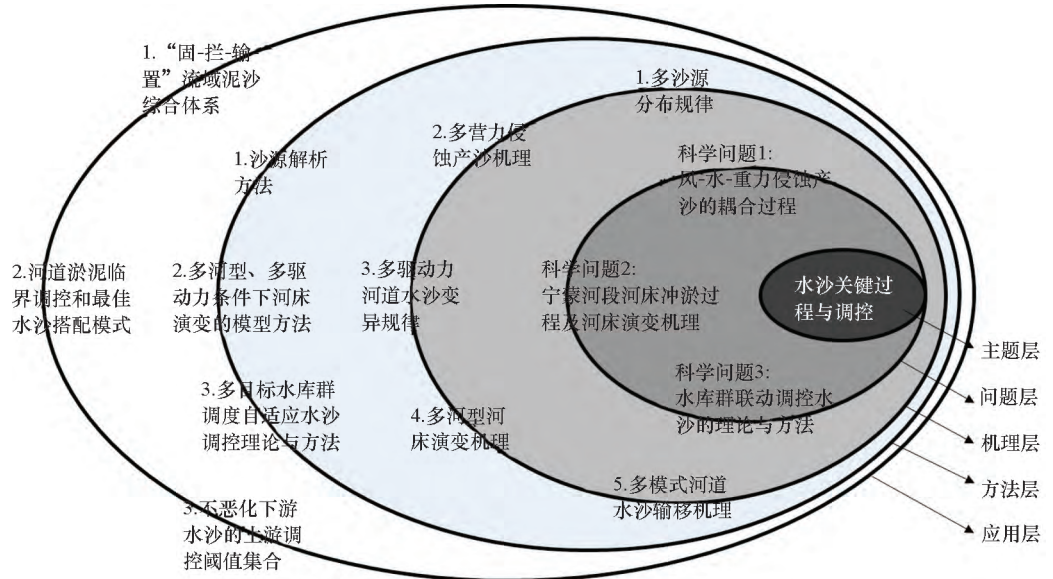 1.“固-拦-输-
置”流域泥沙
综合体系
1.多沙源
分布规律
2.多营力侵
蚀产沙机理
1.沙源解析
方法
科学问题1:
风-水-重力侵蚀产
沙的耦合过程
2.河道淤泥临
界调控和最佳
水沙搭配模式
2.多河型、多驱
动力条件下河床
演变的模型方法
3.多驱动力
河道水沙变
异规律
科学问题2:
宁蒙河段河床冲淤过
程及河床演变机理
水沙关键过
程与调控
主题层
科学问题3:
水库群联动调控水
沙的理论与方法
问题层
3.多目标水库群
调度自适应水沙
调控理论与方法
4.多河型河
床演变机理
机理层
5.多模式河道
水沙输移机理
方法层
3.不恶化下游
水沙的上游调
控阈值集合
应用层